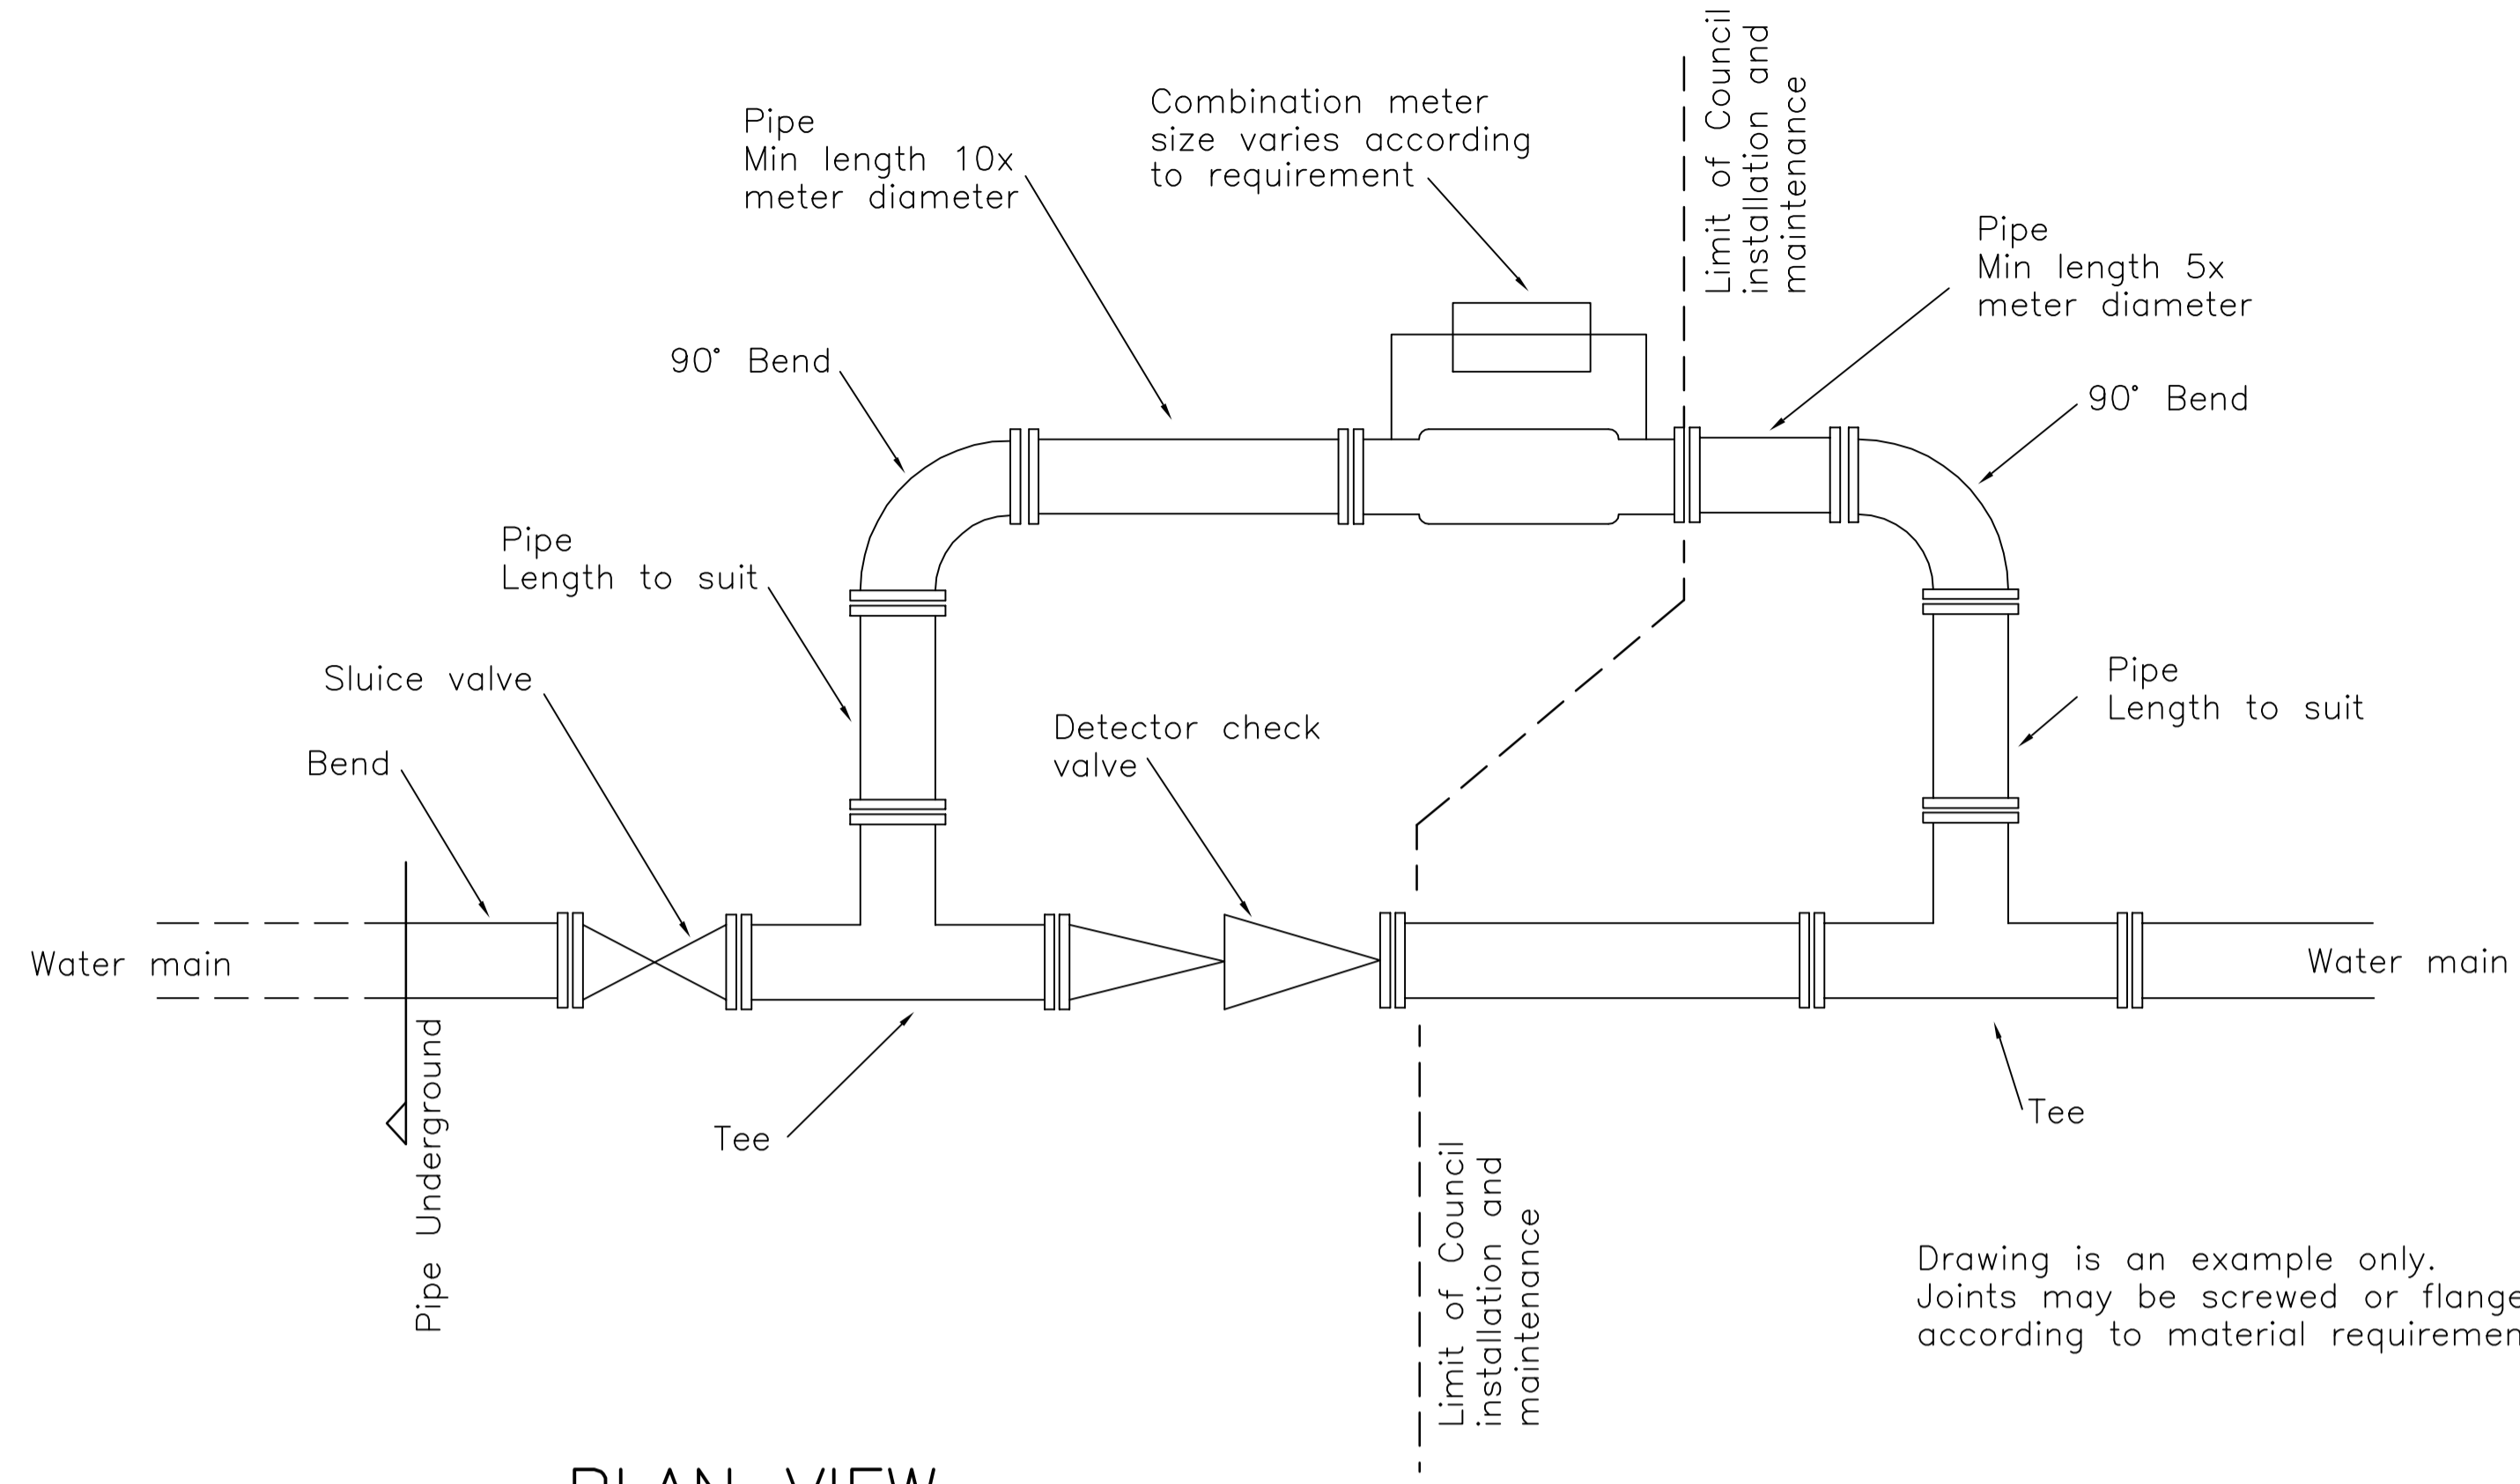 Limit of Council
installation and
maintenance
Combination meter
size varies according
to requirement
Pipe
Min length 10x
meter diameter
Pipe
Min length 5x
meter diameter
90° Bend
90° Bend
Pipe
Length to suit
Sluice valve
Pipe
Length to suit
Detector check
valve
Bend
Water main
Water main
Pipe Underground
Tee
Tee
Limit of Council
installation and
maintenance
Drawing is an example only.
Joints may be screwed or flange
according to material requiremen
PLAN VIEW